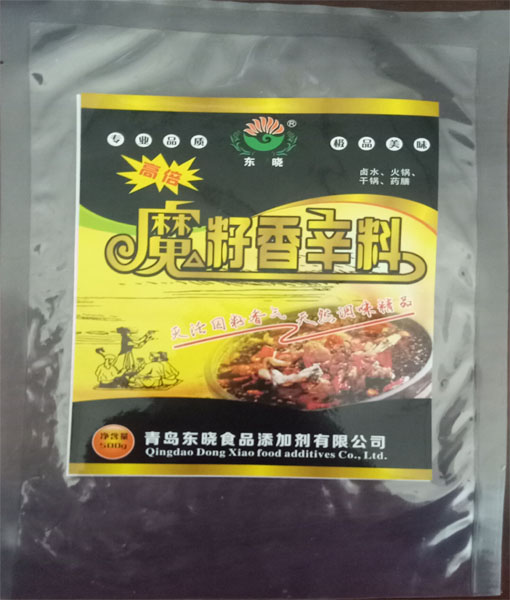 专业品质
东晓
®
极品美味
卤水、火锅、
干锅、药膳
高倍
魔籽香辛料
天治国籽香气 天然调味精品
净含量
500g
青岛东晓食品添加剂有限公司
Qingdao Dong Xiao food additives Co., Ltd.